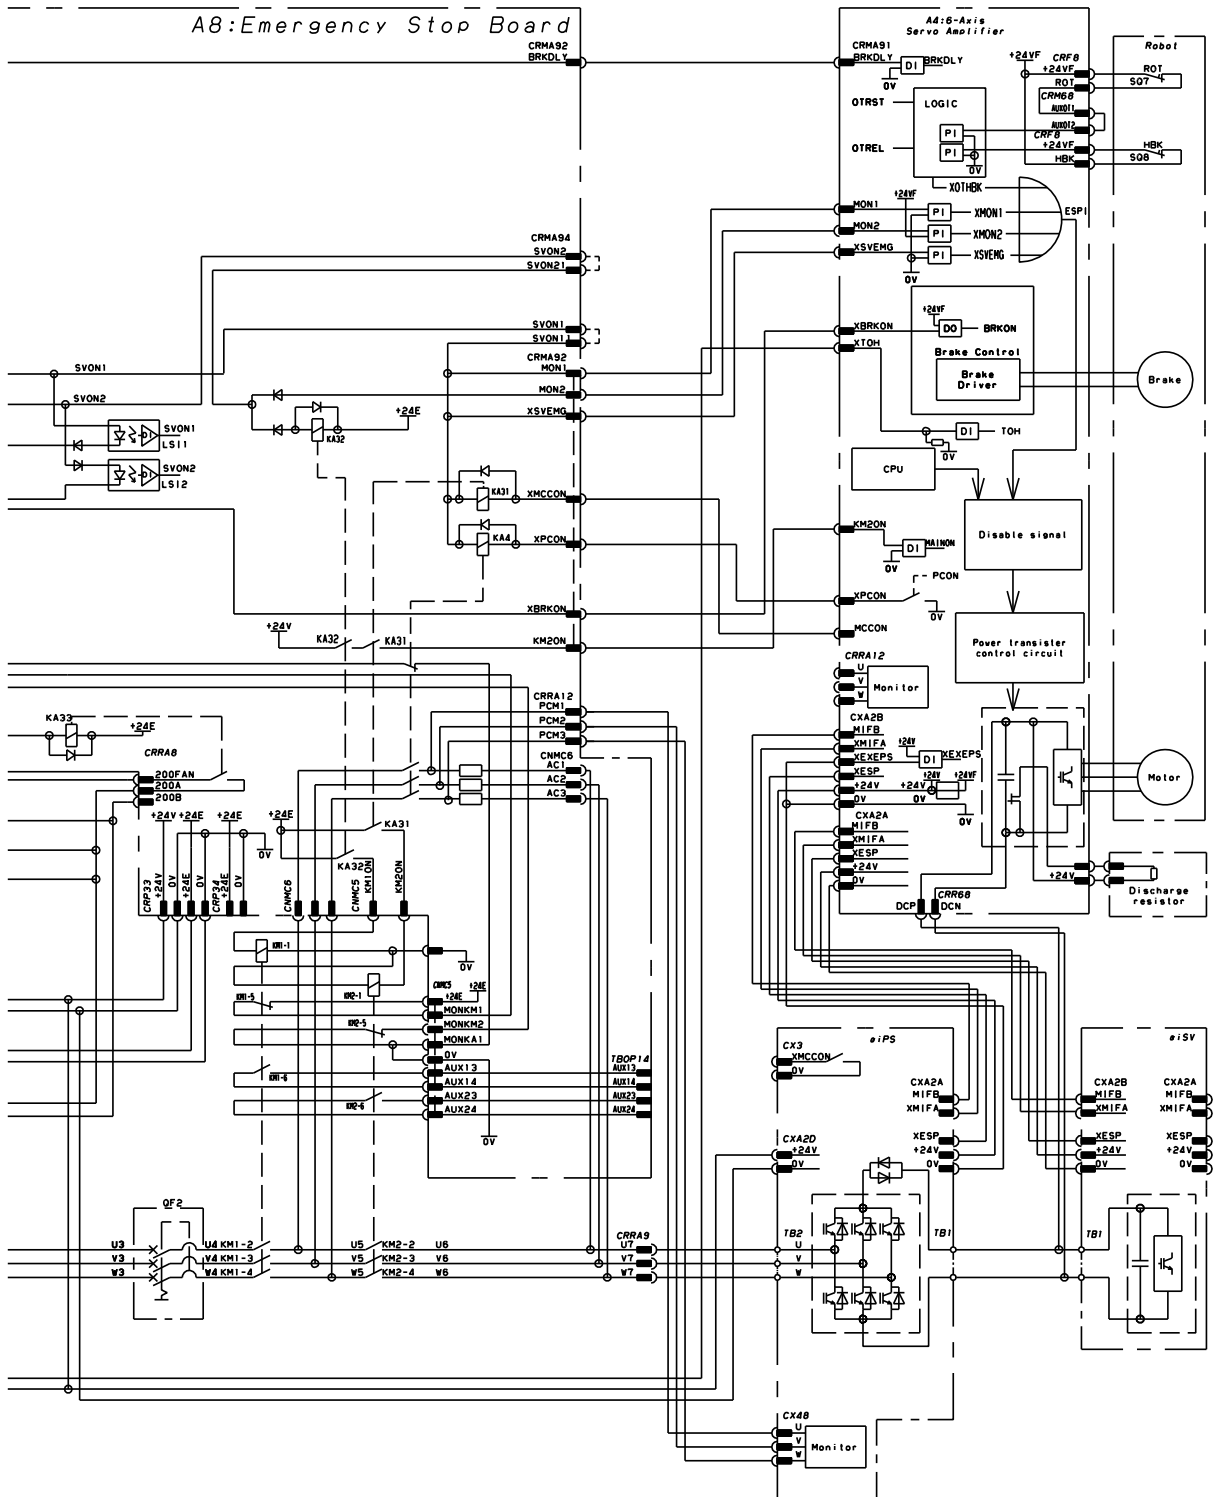 A8:Emergency Stop Board
CRMA92
BRKDLY
A4:6-Axis
Servo Amplifier
Robot
CRMA91
BRKDLY
DI
BRKDLY
0V
+24VF
CRF8
+24VF
ROT
CRM68
AUXOT1
AUXOT2
CRF8
+24VF
HBK
ROT
SQ7
HBK
SQ8
OTRST
LOGIC
PI
OTREL
PI
0V
XOTHBK
+24VF
MON1
PI
XMON1
ESP1
MON2
PI
XMON2
XSVEMG
PI
XSVEMG
0V
CRMA94
SVON2
SVON21
SVON1
SVON11
CRMA92
MON1
MON2
XSVEMG
XMCCON
XPCON
XBRKON
KM2ON
SVON1
SVON2
SVON1
LSI1
DI
SVON2
LSI2
DI
KA32
+24E
KA31
KA4
XBRKON
+24VF
DO
BRKON
XTOH
Brake Control
Brake
Driver
Brake
DI
TOH
0V
CPU
Disable signal
KM2ON
DI
MAINON
0V
PCON
XPCON
0V
MCCON
Power transister
control circuit
+24V
KA32
KA31
CRRA12
U
V
W
Monitor
CRRA12
PCM1
PCM2
PCM3
CNMC6
AC1
AC2
AC3
KA33
+24E
CRRA8
200FAN
200A
200B
+24V
+24E
+24E
0V
CRP33
+24V
0V
+24E
0V
CRP34
+24E
0V
+24E
KA31
KA32
CNMC6
CNMC5
KM1ON
KM2ON
CXA2B
MIFB
XMIFA
XEXEPS
XESP
+24V
0V
+24V
DI
XEXEPS
+24V
+24V
0V
+24VF
0V
CXA2A
MIFB
XMIFA
XESP
+24V
0V
Motor
CRR68
DCP
DCN
+24V
Discharge
resistor
KM1-1
0V
CNMC5
KM1-5
KM2-1
+24E
+24E
MONKM1
KM2-5
MONKM2
MONKA1
0V
AUX13
KM1-6
AUX14
AUX23
KM2-6
AUX24
0V
TBOP14
AUX13
AUX14
AUX23
AUX24
αiPS
CX3
XMCCON
0V
CXA2A
MIFB
XMIFA
XESP
+24V
0V
CXA2D
+24V
0V
αiSV
CXA2B
MIFB
XMIFA
XESP
+24V
0V
CXA2A
MIFB
XMIFA
XESP
+24V
0V
QF2
U3
U4 KM1-2
U5
KM2-2
U6
V3
V4 KM1-3
V5
KM2-3
V6
W3
W4 KM1-4
W5
KM2-4
W6
CRRA9
U7
V7
W7
TB2
U
V
W
TB1
TB1
CX48
U
V
W
Monitor